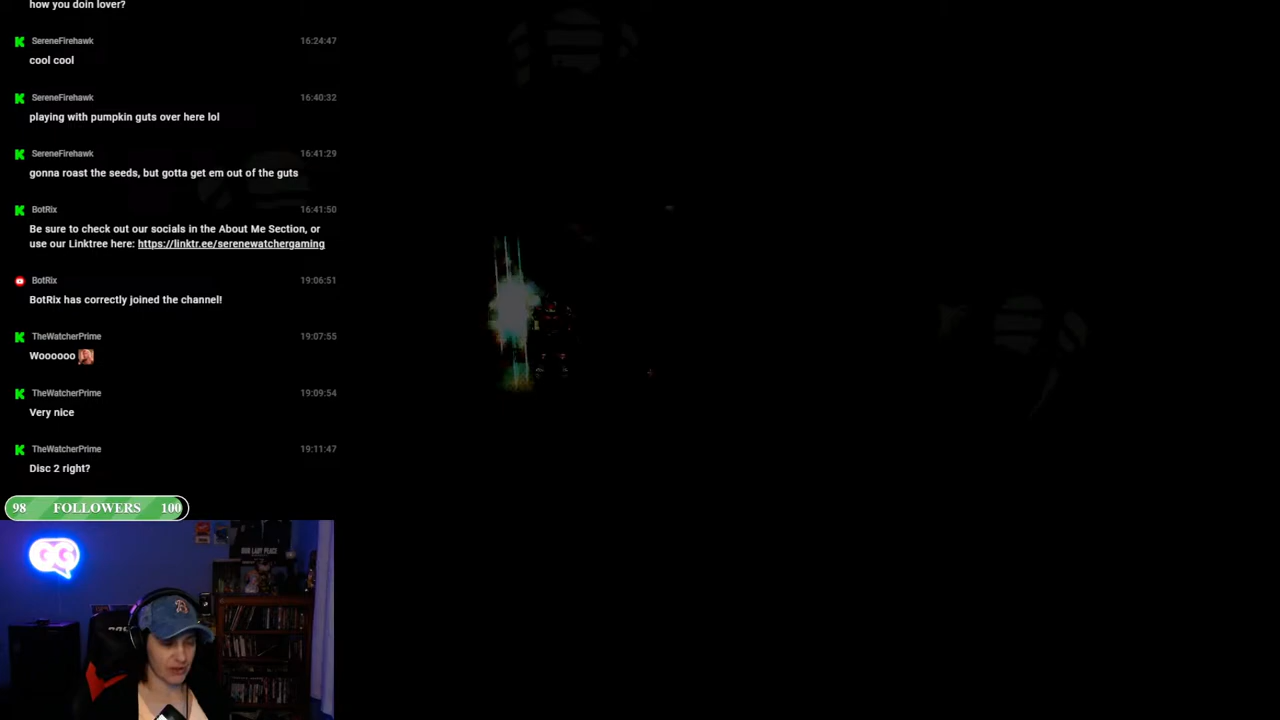 how you doin lover?
SereneFirehawk 16:24:47
cool cool
SereneFirehawk 16:40:32
playing with pumpkin guts over here lol
SereneFirehawk 16:41:29
gonna roast the seeds, but gotta get em out of the guts
BotRix 16:41:50
Be sure to check out our socials in the About Me Section, or
use our Linktree here: https://linktr.ee/serenewatchergaming
BotRix 19:06:51
BotRix has correctly joined the channel!
TheWatcherPrime 19:07:55
Woooooo
TheWatcherPrime 19:09:54
Very nice
TheWatcherPrime 19:11:47
Disc 2 right?
98 FOLLOWERS 100
OUR LADY PEACE